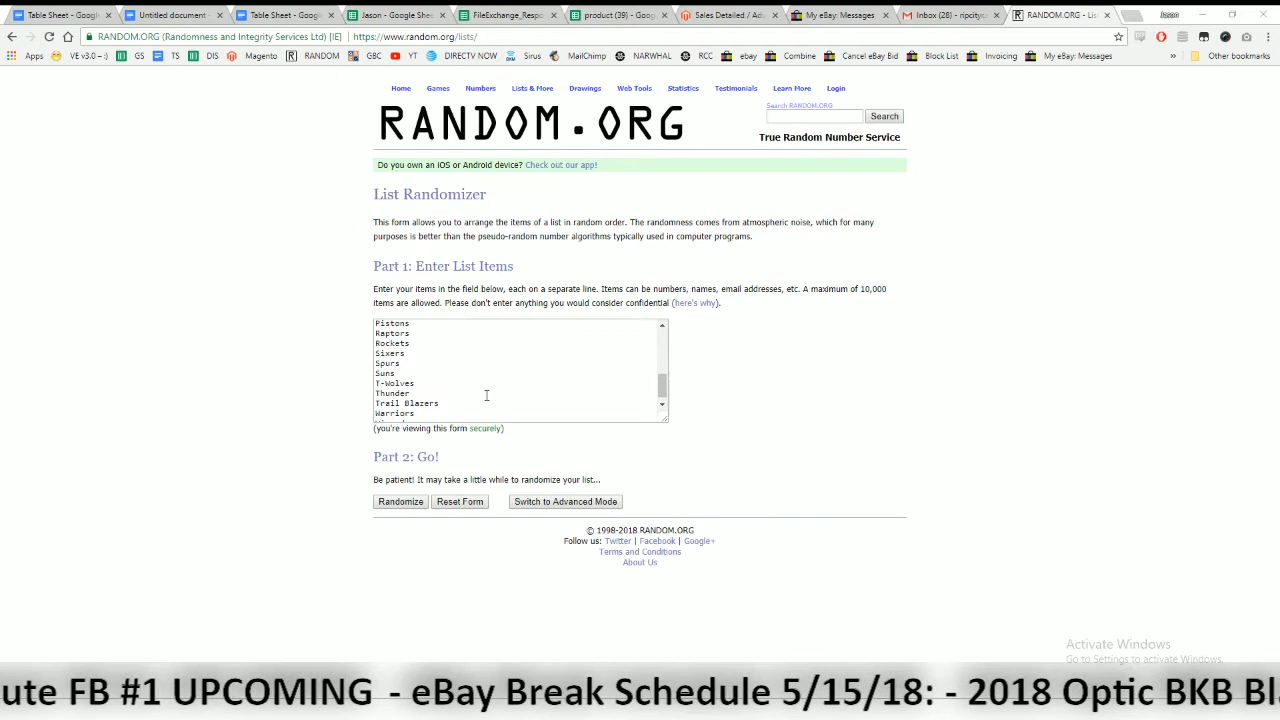 Table Sheet - Googl
Untitled document -
Table Sheet - Googl
Jason - Google Shee
FileExchange_Respo
product (39) - Goog
Sales Detailed / Adv
My eBay: Messages
Inbox (28) - ripcityc
RANDOM.ORG - Lis
Jason
RANDOM.ORG (Randomness and Integrity Services Ltd) [IE] https://www.random.org/lists/
Apps VE v3.0 -- :) GS TS DIS Magento RANDOM GBC YT DIRECTV NOW Sirus MailChimp NARWHAL RCC ebay Combine Cancel eBay Bid Block List Invoicing My eBay: Messages » Other bookmarks
Home Games Numbers Lists & More Drawings Web Tools Statistics Testimonials Learn More Login
RANDOM.ORG
Search RANDOM.ORG
Search
True Random Number Service
Do you own an iOS or Android device? Check out our app!
List Randomizer
This form allows you to arrange the items of a list in random order. The randomness comes from atmospheric noise, which for many
purposes is better than the pseudo-random number algorithms typically used in computer programs.
Part 1: Enter List Items
Enter your items in the field below, each on a separate line. Items can be numbers, names, email addresses, etc. A maximum of 10,000
items are allowed. Please don't enter anything you would consider confidential (here's why).
Pistons
Raptors
Rockets
Sixers
Spurs
Suns
T-Wolves
Thunder
Trail Blazers
Warriors
(you're viewing this form securely)
Part 2: Go!
Be patient! It may take a little while to randomize your list...
Randomize Reset Form Switch to Advanced Mode
© 1998-2018 RANDOM.ORG
Follow us: Twitter | Facebook | Google+
Terms and Conditions
About Us
Activate Windows
Go to Settings to activate Windows.
ute FB #1 UPCOMING - eBay Break Schedule 5/15/18: - 2018 Optic BKB Bl